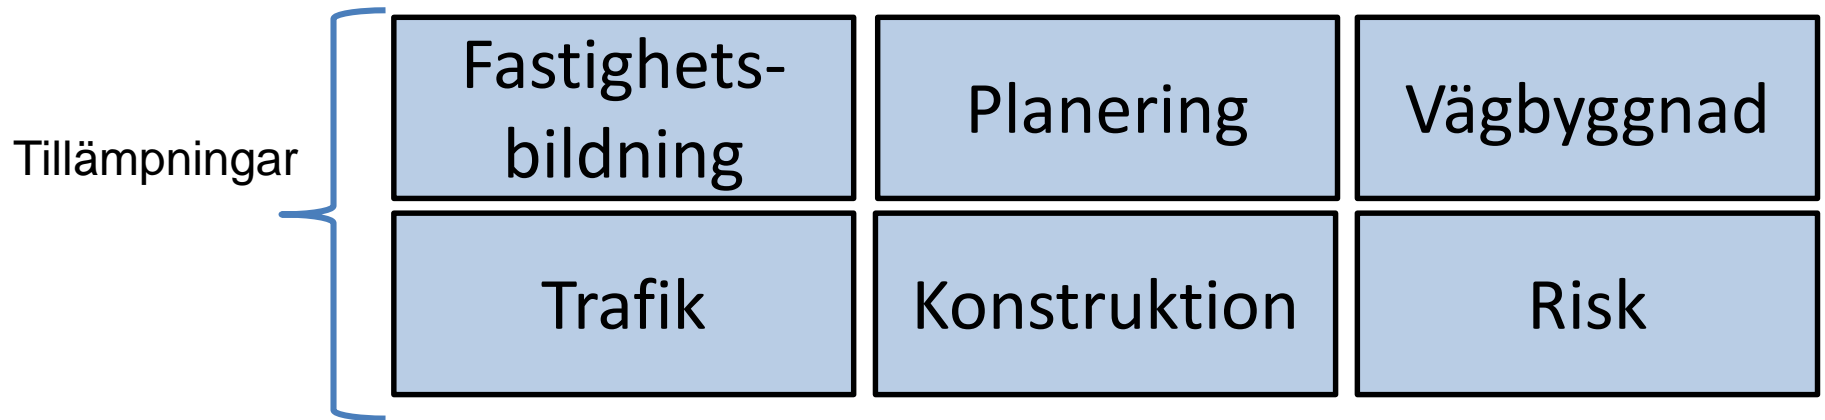 Tillämpningar
Fastighets-
bildning
Planering
Vägbyggnad
Trafik
Konstruktion
Risk